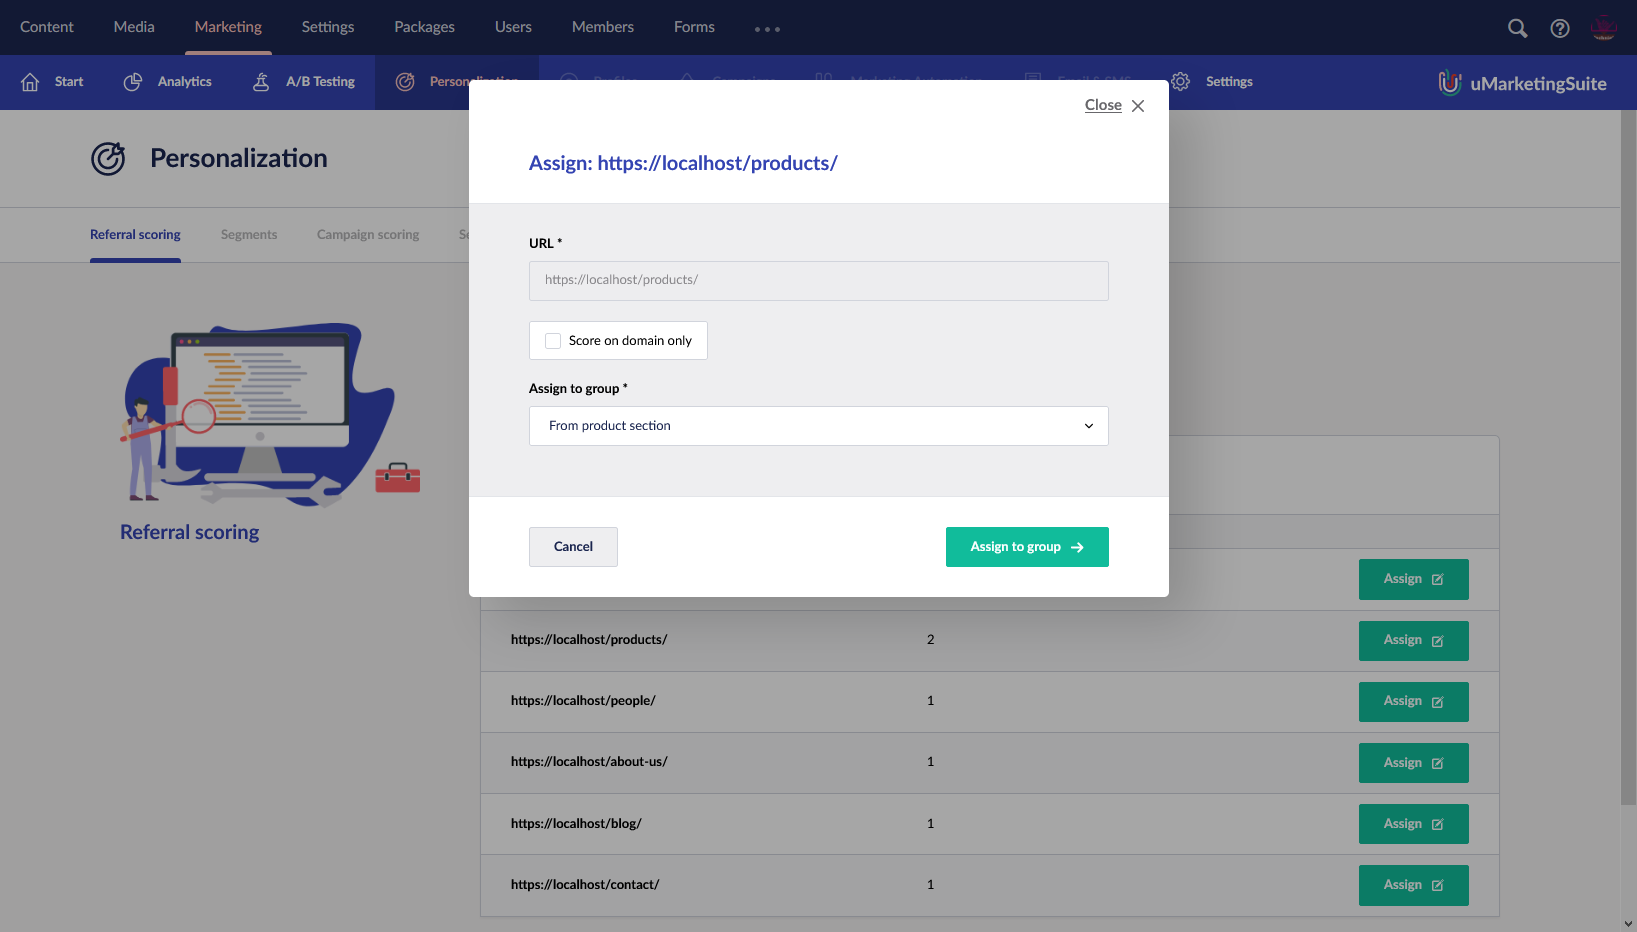 Content Media Marketing Settings Packages Users Members Forms
Start Analytics A/B Testing Personalization Settings uMarketingSuite
Close
Personalization
Assign: https://localhost/products/
Referral scoring Segments Campaign scoring
URL *
https://localhost/products/
Score on domain only
Assign to group *
From product section
Referral scoring
Cancel Assign to group
Assign
https://localhost/products/ 2 Assign
https://localhost/people/ 1 Assign
https://localhost/about-us/ 1 Assign
https://localhost/blog/ 1 Assign
https://localhost/contact/ 1 Assign